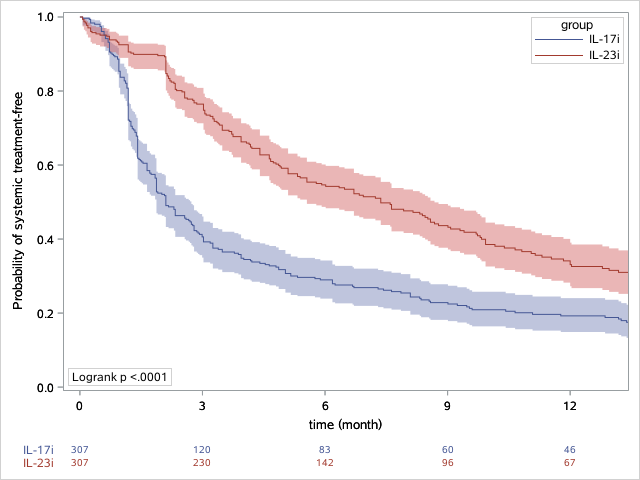 group
IL-17i
IL-23i
1.0
0.8
0.6
0.4
0.2
0.0
Probability of systemic treatment-free
Logrank p <.0001
0 3 6 9 12
time (month)
IL-17i 307 120 83 60 46
IL-23i 307 230 142 96 67